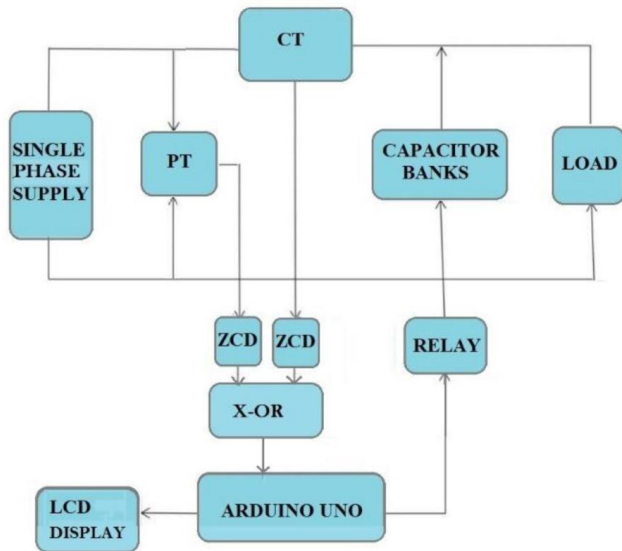 CT
SINGLE
PHASE
SUPPLY
PT
CAPACITOR
BANKS
LOAD
ZCD
ZCD
RELAY
X-OR
ARDUINO UNO
LCD
DISPLAY